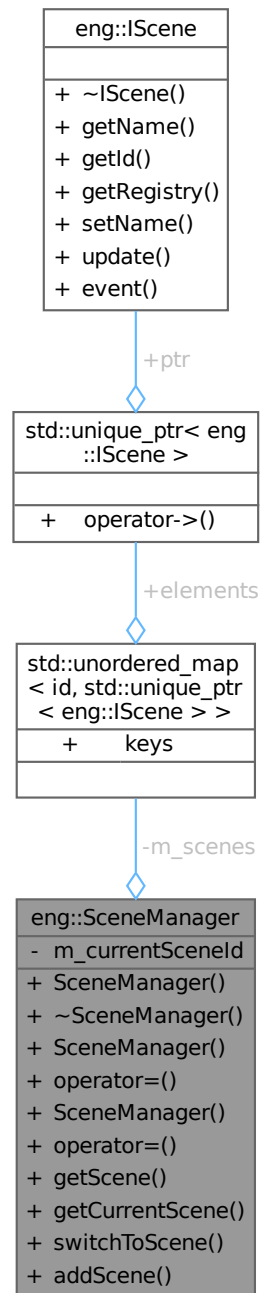 eng::IScene
+ ~IScene()
+ getName()
+ getId()
+ getRegistry()
+ setName()
+ update()
+ event()
+ptr
std::unique_ptr< eng
::IScene >
+ operator->()
+elements
std::unordered_map
< id, std::unique_ptr
< eng::IScene > >
+ keys
-m_scenes
eng::SceneManager
- m_currentSceneId
+ SceneManager()
+ ~SceneManager()
+ SceneManager()
+ operator=()
+ SceneManager()
+ operator=()
+ getScene()
+ getCurrentScene()
+ switchToScene()
+ addScene()